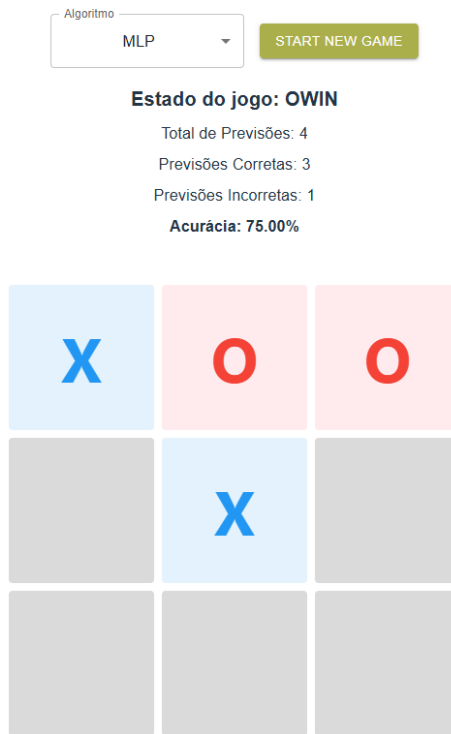 Algoritmo
MLP
START NEW GAME
Estado do jogo: OWIN
Total de Previsões: 4
Previsões Corretas: 3
Previsões Incorretas: 1
Acurácia: 75.00%
X O O
X